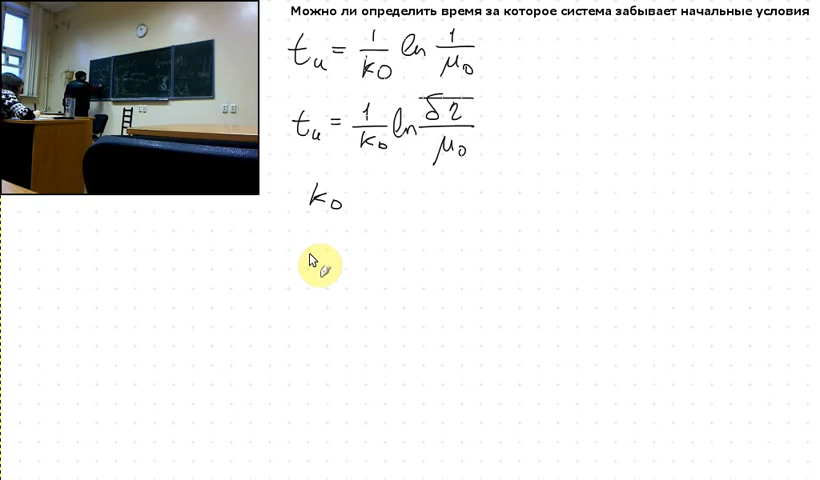 Можно ли определить время за которое система забывает начальные условия
t_u = 1/k_0 ln 1/μ_0
t_u = 1/k_0 ln δr/μ_0
k_0